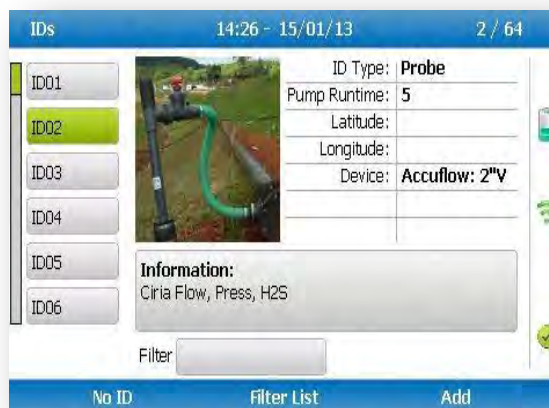 IDs 14:26 - 15/01/13 2 / 64
ID01
ID02
ID03
ID04
ID05
ID06
ID Type: Probe
Pump Runtime: 5
Latitude:
Longitude:
Device: Accuflow: 2"V
Information:
Ciria Flow, Press, H2S
Filter
No ID Filter List Add